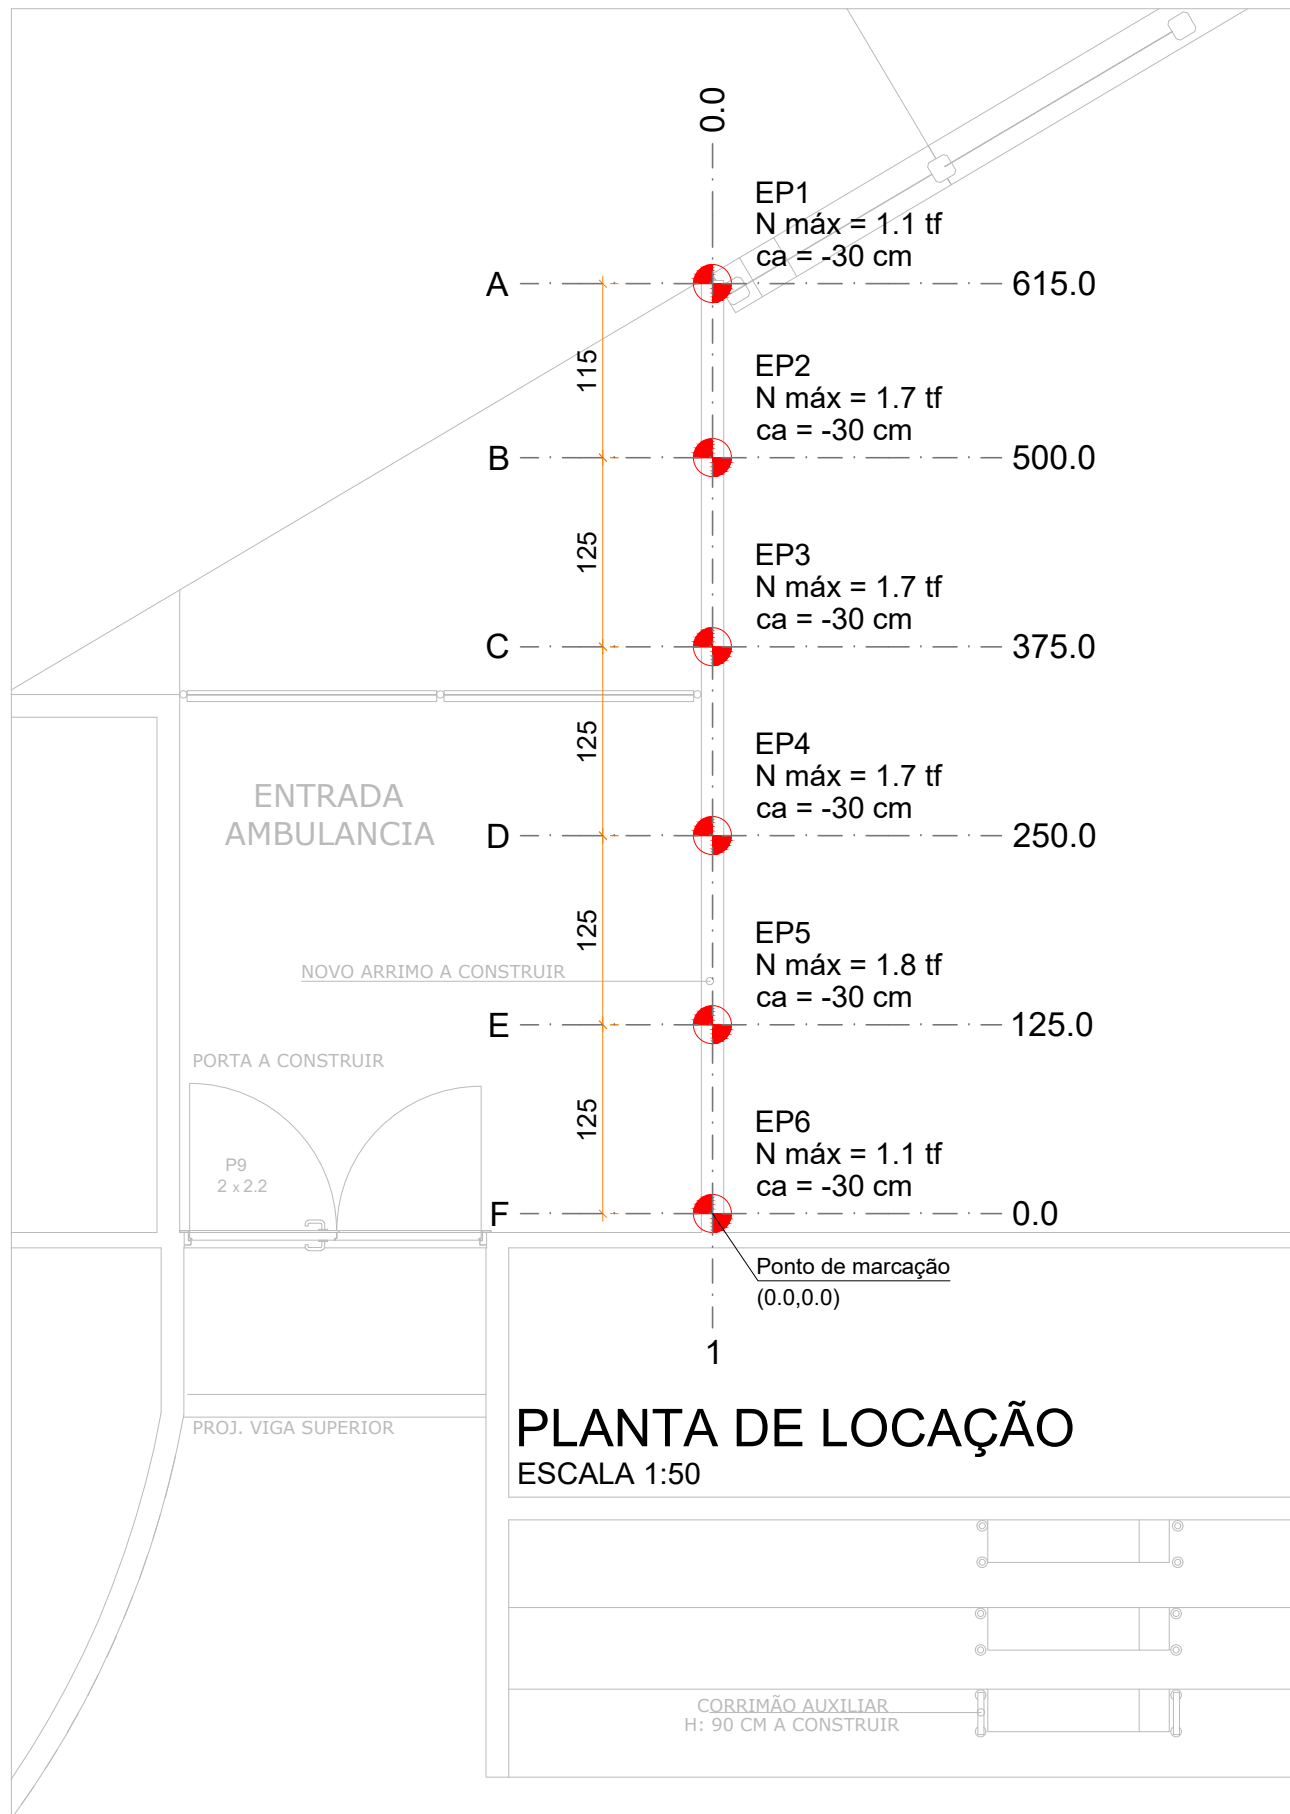 0.0
EP1
N máx = 1.1 tf
ca = -30 cm
A
615.0
115
EP2
N máx = 1.7 tf
ca = -30 cm
B
500.0
125
EP3
N máx = 1.7 tf
ca = -30 cm
C
375.0
125
EP4
N máx = 1.7 tf
ca = -30 cm
ENTRADA
AMBULANCIA
D
250.0
125
EP5
N máx = 1.8 tf
ca = -30 cm
NOVO ARRIMO A CONSTRUIR
E
125.0
PORTA A CONSTRUIR
125
EP6
N máx = 1.1 tf
ca = -30 cm
P9
2 x 2.2
F
0.0
Ponto de marcação
(0.0,0.0)
1
PLANTA DE LOCAÇÃO
ESCALA 1:50
PROJ. VIGA SUPERIOR
CORRIMÃO AUXILIAR
H: 90 CM A CONSTRUIR